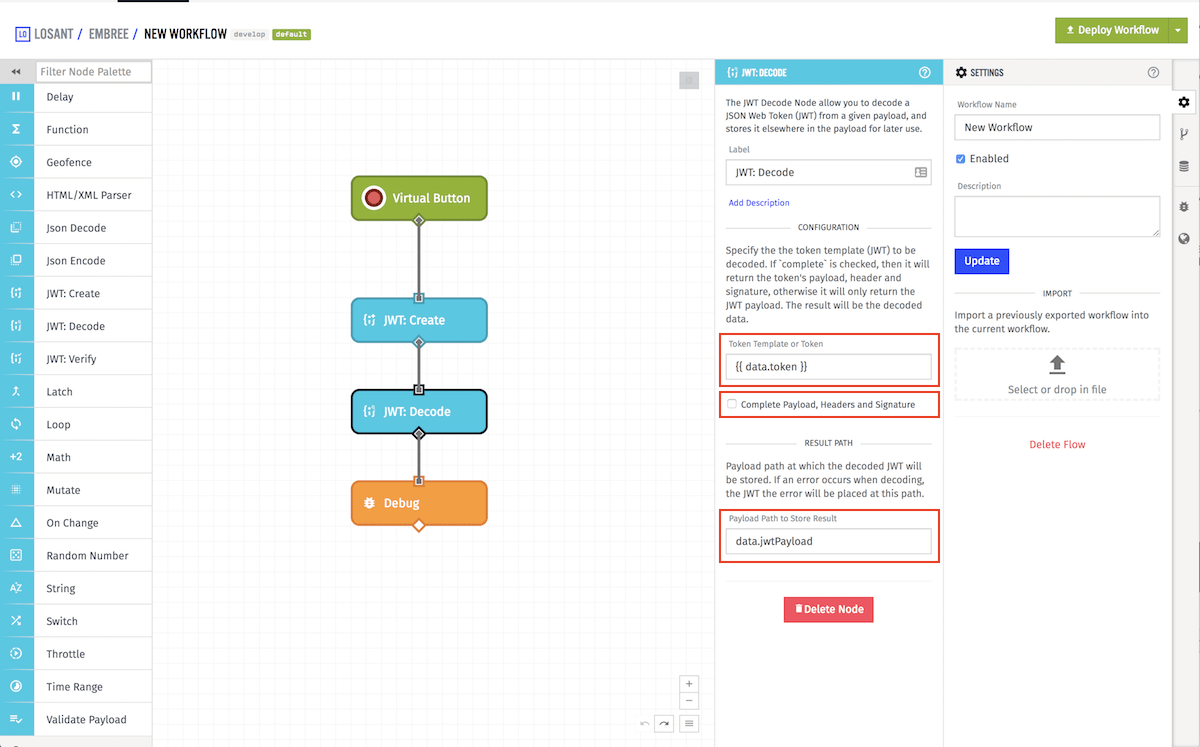 LO LOSANT / EMBREE / NEW WORKFLOW develop default
Deploy Workflow
Filter Node Palette
Delay
Function
Geofence
HTML/XML Parser
Json Decode
Json Encode
JWT: Create
JWT: Decode
JWT: Verify
Latch
Loop
+2 Math
Mutate
On Change
Random Number
String
Switch
Throttle
Time Range
Validate Payload
Virtual Button
JWT: Create
JWT: Decode
Debug
JWT: DECODE
The JWT Decode Node allow you to decode a
JSON Web Token (JWT) from a given payload, and
stores it elsewhere in the payload for later use.
Label
JWT: Decode
Add Description
CONFIGURATION
Specify the the token template (JWT) to be
decoded. If `complete` is checked, then it will
return the token's payload, header and
signature, otherwise it will only return the
JWT payload. The result will be the decoded
data.
Token Template or Token
{{ data.token }}
Complete Payload, Headers and Signature
RESULT PATH
Payload path at which the decoded JWT will
be stored. If an error occurs when decoding,
the JWT the error will be placed at this path.
Payload Path to Store Result
data.jwtPayload
Delete Node
SETTINGS
Workflow Name
New Workflow
Enabled
Description
Update
IMPORT
Import a previously exported workflow into
the current workflow.
Select or drop in file
Delete Flow